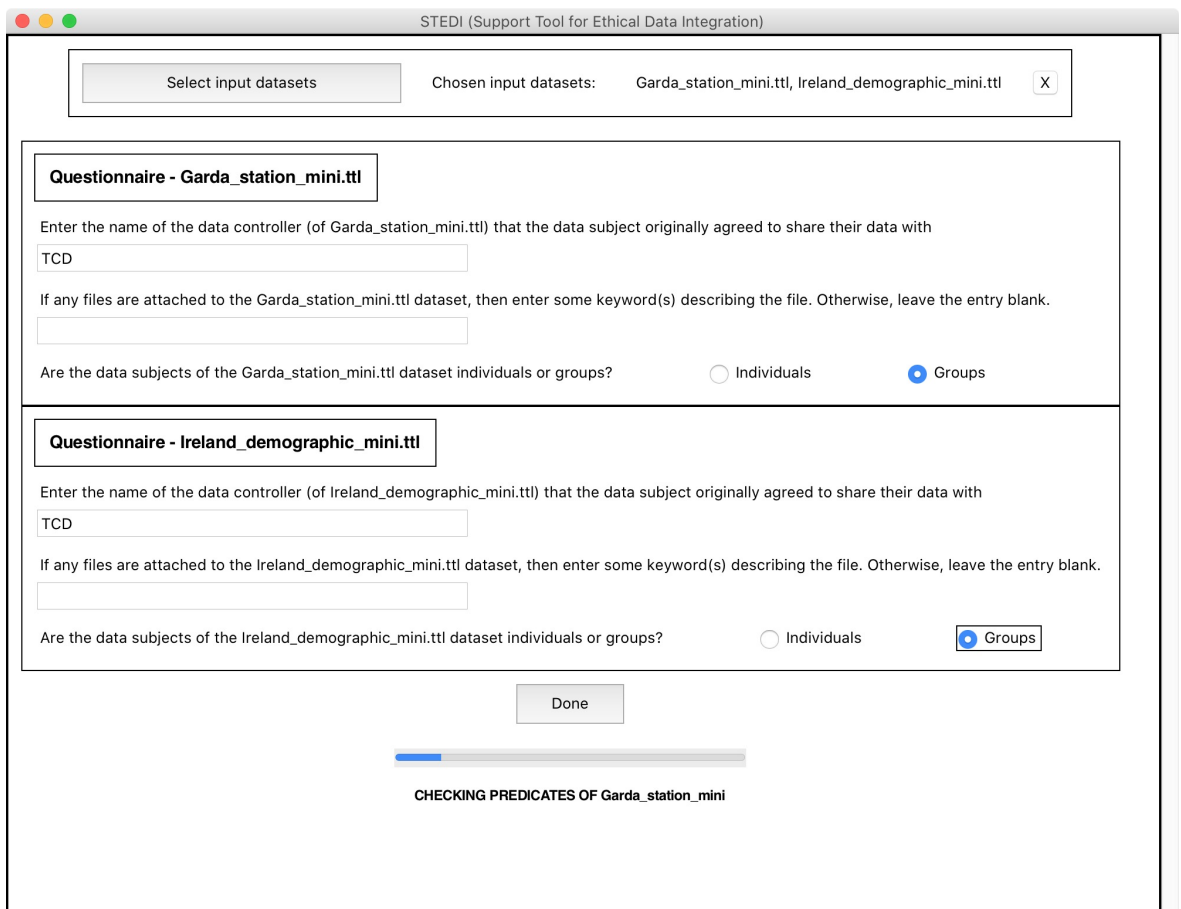 STEDI (Support Tool for Ethical Data Integration)
Select input datasets Chosen input datasets: Garda_station_mini.ttl, Ireland_demographic_mini.ttl X
Questionnaire - Garda_station_mini.ttl
Enter the name of the data controller (of Garda_station_mini.ttl) that the data subject originally agreed to share their data with
TCD
If any files are attached to the Garda_station_mini.ttl dataset, then enter some keyword(s) describing the file. Otherwise, leave the entry blank.
Are the data subjects of the Garda_station_mini.ttl dataset individuals or groups? Individuals Groups
Questionnaire - Ireland_demographic_mini.ttl
Enter the name of the data controller (of Ireland_demographic_mini.ttl) that the data subject originally agreed to share their data with
TCD
If any files are attached to the Ireland_demographic_mini.ttl dataset, then enter some keyword(s) describing the file. Otherwise, leave the entry blank.
Are the data subjects of the Ireland_demographic_mini.ttl dataset individuals or groups? Individuals Groups
Done
CHECKING PREDICATES OF Garda_station_mini